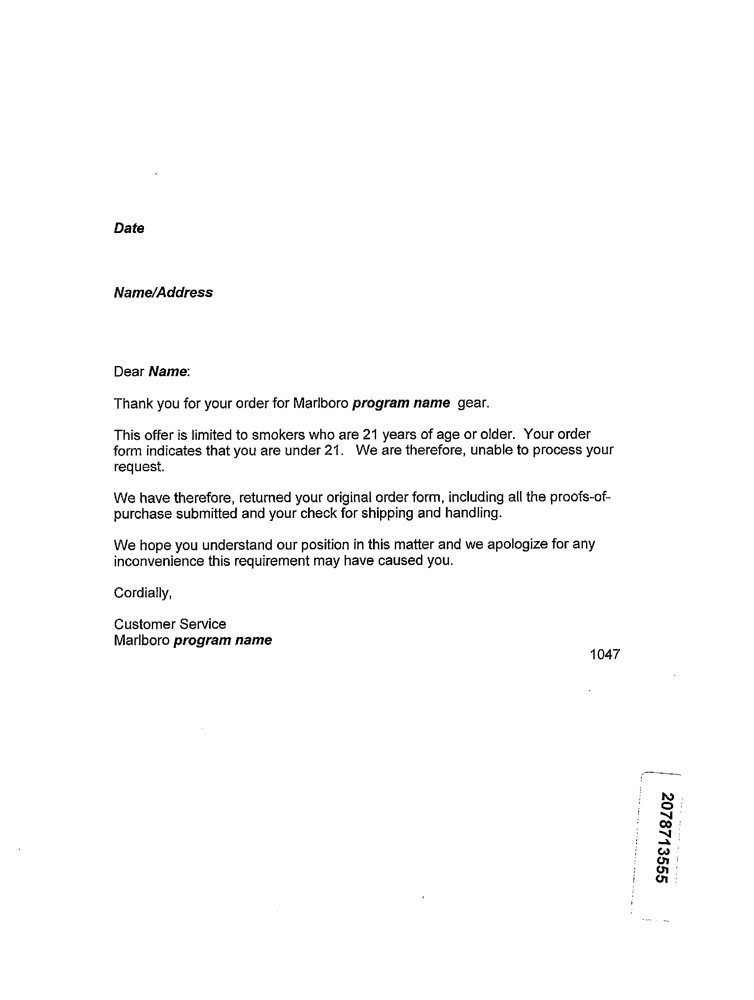 Date
Name/Address
Dear Name:
Thank you for your order for Marlboro program name gear.
This offer is limited to smokers who are 21 years of age or older. Your order
form indicates that you are under 21. We are therefore, unable to process your
request.
We have therefore, returned your original order form, including all the proofs-of-
purchase submitted and your check for shipping and handling.
We hope you understand our position in this matter and we apologize for any
inconvenience this requirement may have caused you.
Cordially,
Customer Service
Marlboro program name
1047
2078713555